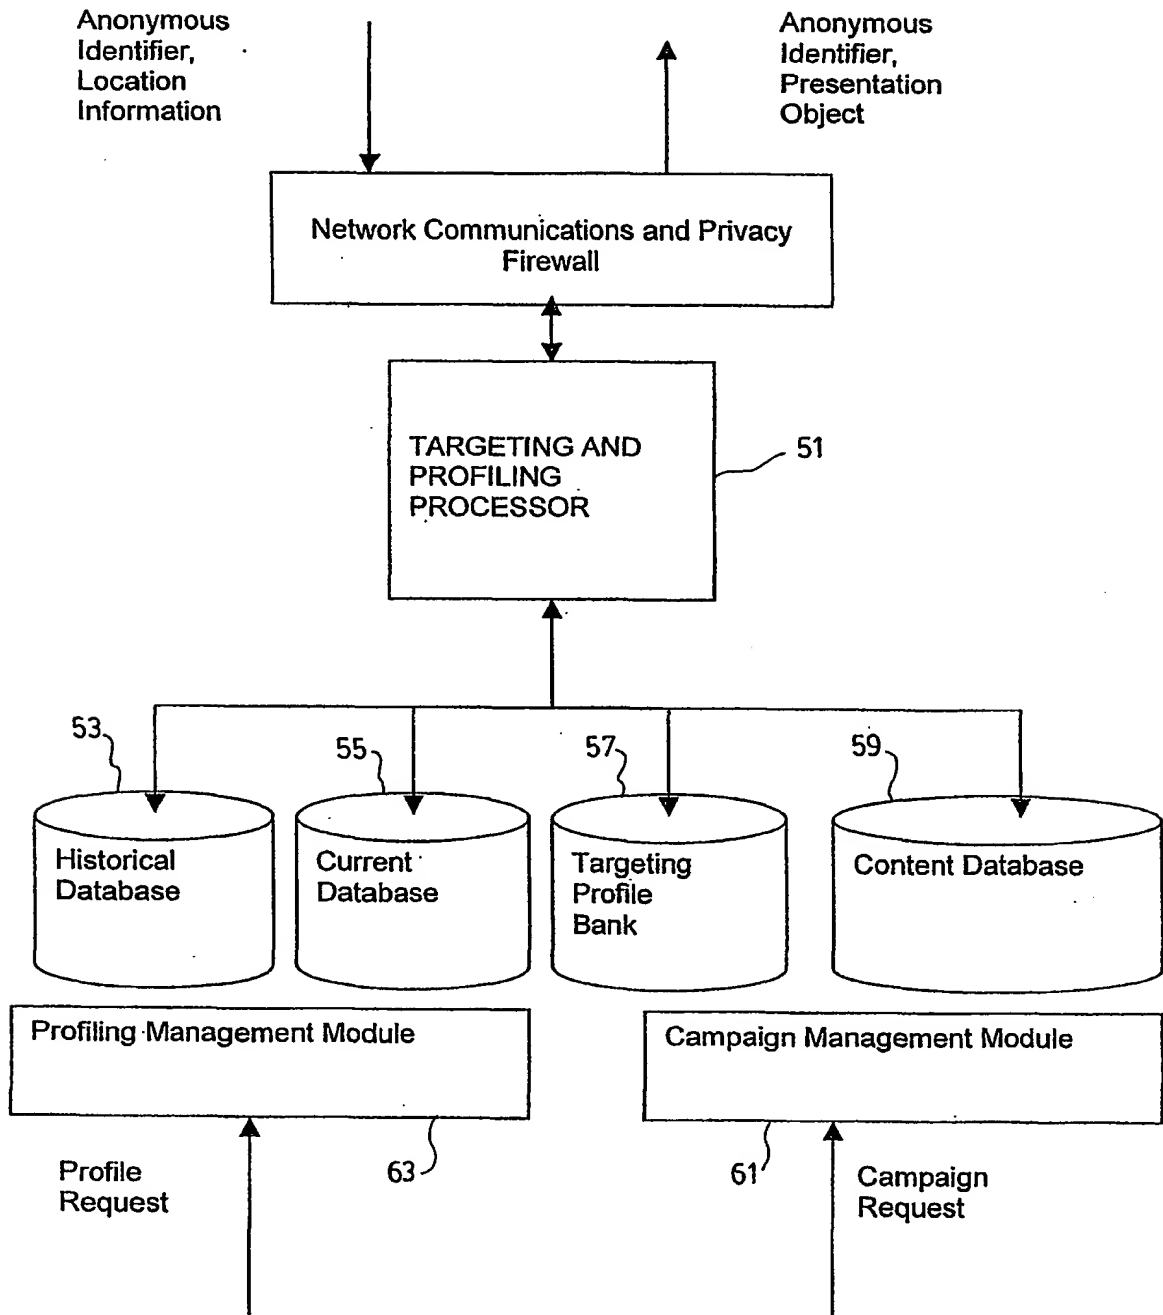 Anonymous
Identifier,
Location
Information
Anonymous
Identifier,
Presentation
Object
Network Communications and Privacy
Firewall
TARGETING AND
PROFILING
PROCESSOR
51
53
55
57
59
Historical
Database
Current
Database
Targeting
Profile
Bank
Content Database
Profiling Management Module
Campaign Management Module
63
61
Profile
Request
Campaign
Request